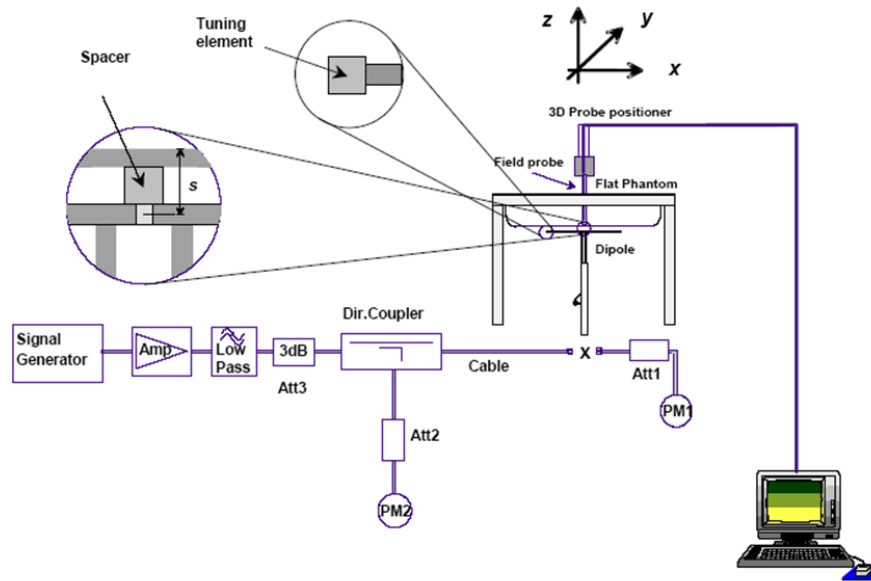 Tuning
element
Spacer
s
z
y
x
3D Probe positioner
Field probe
Flat Phantom
Dipole
Signal
Generator
Amp
Low
Pass
3dB
Att3
Dir.Coupler
Cable
X
Att1
PM1
Att2
PM2